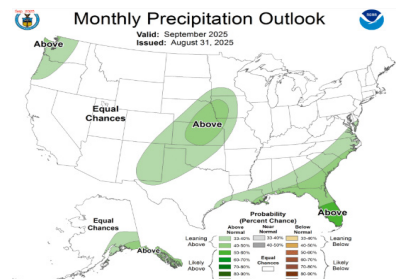 Monthly Precipitation Outlook
Valid: September 2025
Issued: August 31, 2025
Above
Equal
Chances
Above
Above
Equal
Chances
Probability
(Percent Chance)
Above
Normal
Near
Normal
Below
Normal
Leaning
Above
Likely
Above
Equal
Chances
Leaning
Below
Likely
Below
33-40%
40-50%
50-60%
60-70%
70-80%
80-90%
33-40%
40-50%
33-40%
40-50%
50-60%
60-70%
70-80%
80-90%